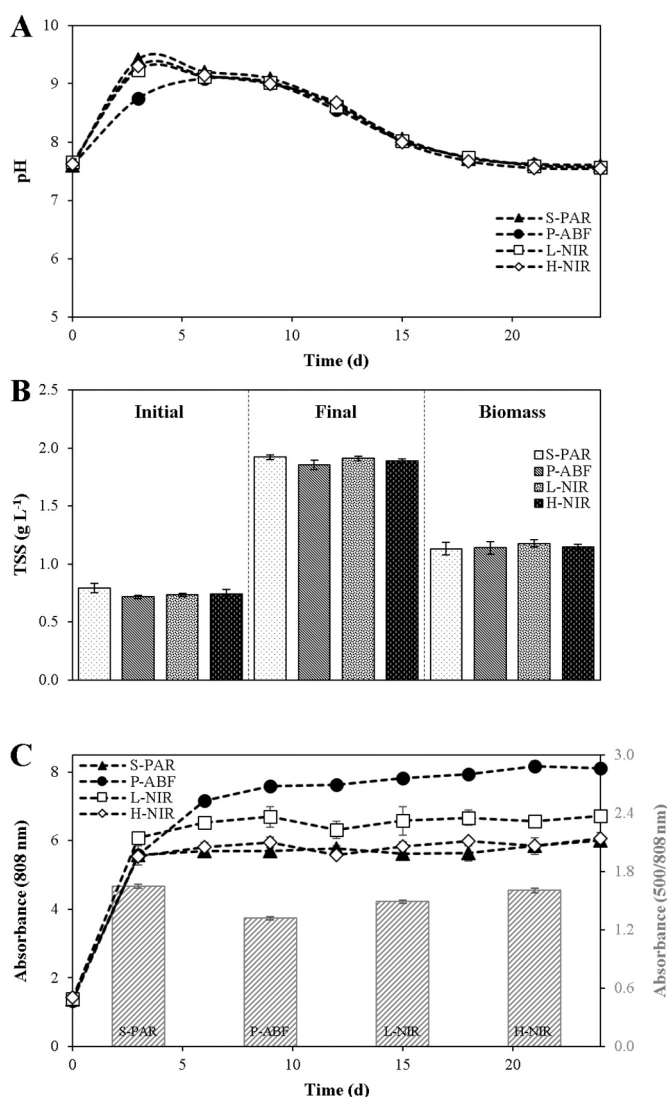 A
10
9
8
7
6
5
pH
S-PAR
P-ABF
L-NIR
H-NIR
0
5
10
15
20
Time (d)
B
2.5
2.0
1.5
1.0
0.5
0.0
TSS (g L-1)
Initial
Final
Biomass
S-PAR
P-ABF
L-NIR
H-NIR
C
8
6
4
2
0
Absorbance (808 nm)
S-PAR
P-ABF
L-NIR
H-NIR
3.0
2.4
1.8
1.2
0.6
0.0
Absorbance (500/808 nm)
S-PAR
P-ABF
L-NIR
H-NIR
0
5
10
15
20
Time (d)